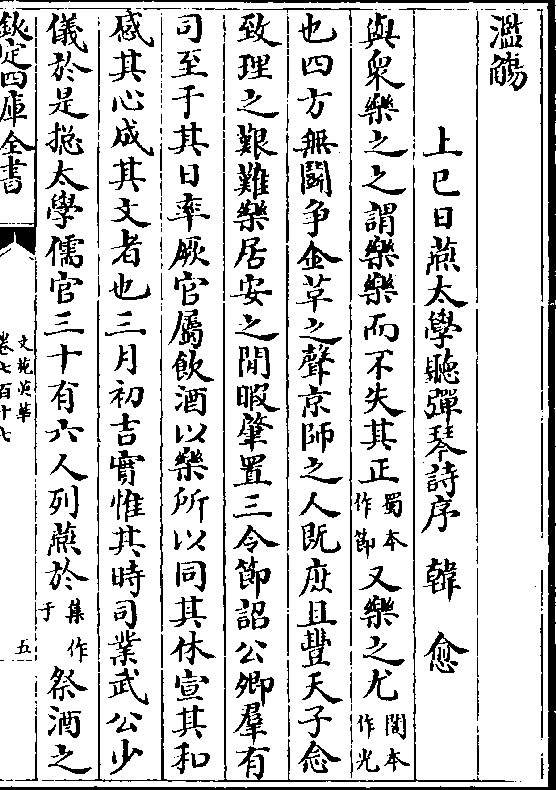 濫觴
上巳日燕太學聽彈琴詩序 韓愈
與衆樂之之謂樂樂而不失其正蜀本作節又樂之尤閣本作光
也四方無鬬争金革之聲京師之人既庶且豐天子念
致理之艱難樂居安之閒暇肇置三令節詔公卿羣有
司至于其日率厥官屬飲酒以樂所以同其休宣其和
感其心成其文者也三月初吉實惟其時司業武公少
儀於是揔太學儒官三十有六人列燕於集作于祭酒之
欽定四庫全書
文苑英華
卷七百十七
五